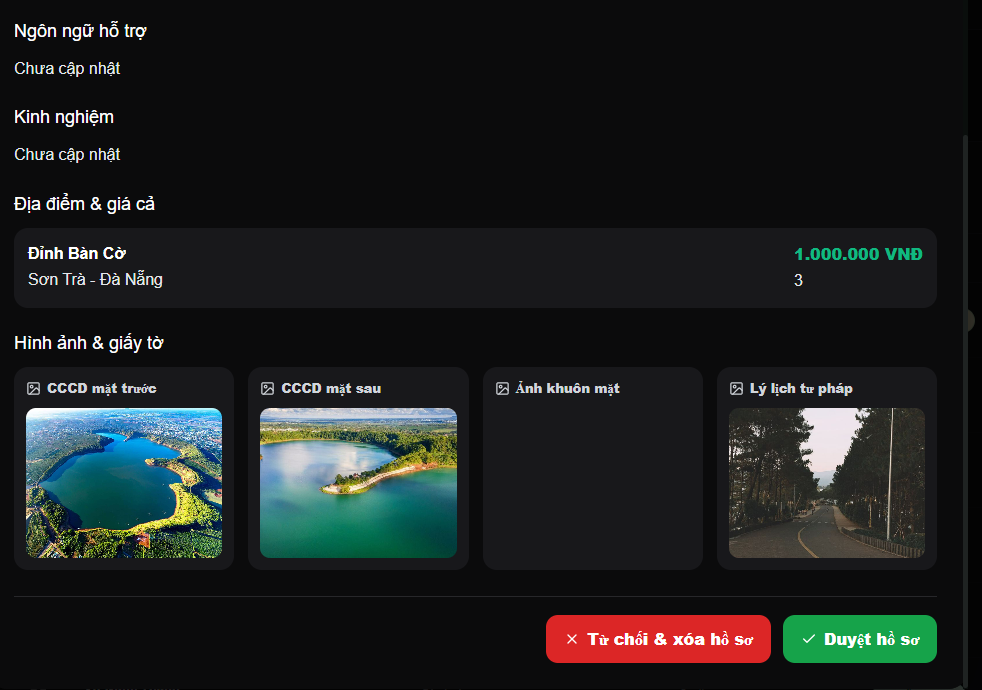 Ngôn ngữ hỗ trợ
Chưa cập nhật
Kinh nghiệm
Chưa cập nhật
Địa điểm & giá cả
Đỉnh Bàn Cờ
1.000.000 VNĐ
Sơn Trà - Đà Nẵng
3
Hình ảnh & giấy tờ
CCCD mặt trước
CCCD mặt sau
Ảnh khuôn mặt
Lý lịch tư pháp
Từ chối & xóa hồ sơ
Duyệt hồ sơ